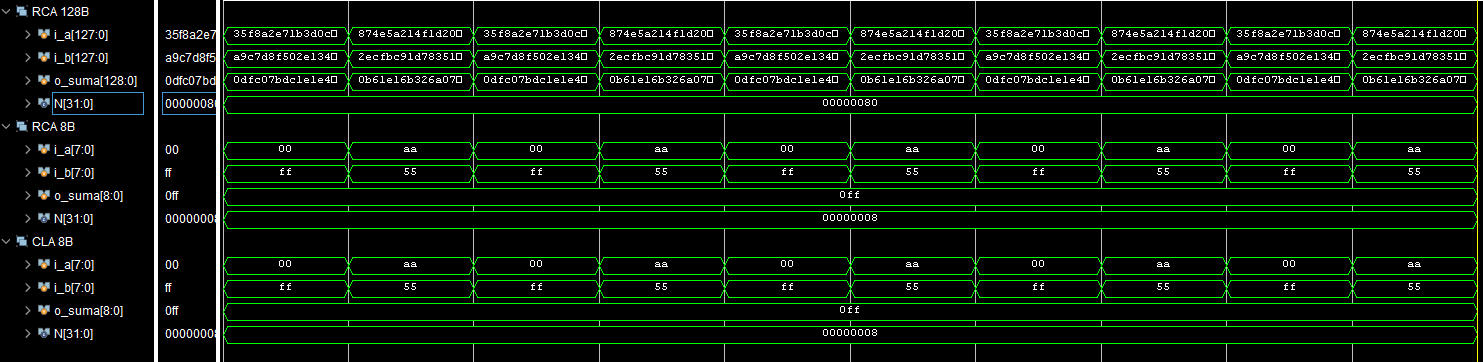 RCA 128B
i_a[127:0] 35f8a2e7 35f8a2e71b3d0c 874e5a214f1d20 35f8a2e71b3d0c 874e5a214f1d20 35f8a2e71b3d0c 874e5a214f1d20 35f8a2e71b3d0c 874e5a214f1d20 35f8a2e71b3d0c 874e5a214f1d20
i_b[127:0] a9c7d8f5 a9c7d8f502e134 2ecfbc91d78351 a9c7d8f502e134 2ecfbc91d78351 a9c7d8f502e134 2ecfbc91d78351 a9c7d8f502e134 2ecfbc91d78351 a9c7d8f502e134 2ecfbc91d78351
o_suma[128:0] 0dfc07bd 0dfc07bdc1e1e4 0b61e16b326a07 0dfc07bdc1e1e4 0b61e16b326a07 0dfc07bdc1e1e4 0b61e16b326a07 0dfc07bdc1e1e4 0b61e16b326a07 0dfc07bdc1e1e4 0b61e16b326a07
N[31:0] 00000080 00000080
RCA 8B
i_a[7:0] 00 00 aa 00 aa 00 aa 00 aa 00 aa
i_b[7:0] ff ff 55 ff 55 ff 55 ff 55 ff 55
o_suma[8:0] 0ff 0ff
N[31:0] 00000008 00000008
CLA 8B
i_a[7:0] 00 00 aa 00 aa 00 aa 00 aa 00 aa
i_b[7:0] ff ff 55 ff 55 ff 55 ff 55 ff 55
o_suma[8:0] 0ff 0ff
N[31:0] 00000008 00000008